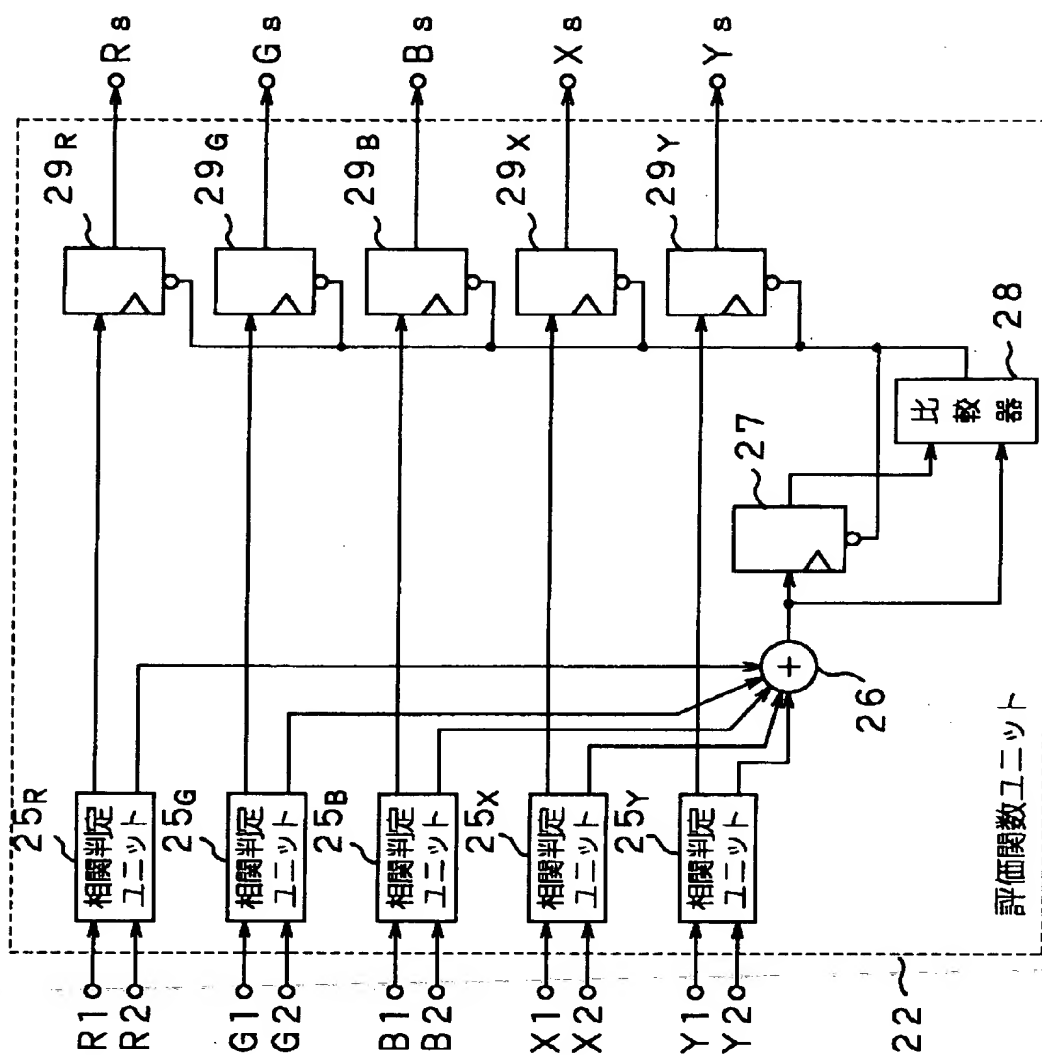 Rs
Gs
Bs
Xs
Ys
29R
29G
29B
29X
29Y
28
比較器
27
26
25R
相関判定
ユニット
25G
相関判定
ユニット
25B
相関判定
ユニット
25X
相関判定
ユニット
25Y
相関判定
ユニット
+
R1
R2
G1
G2
B1
B2
X1
X2
Y1
Y2
評価関数ユニット
22